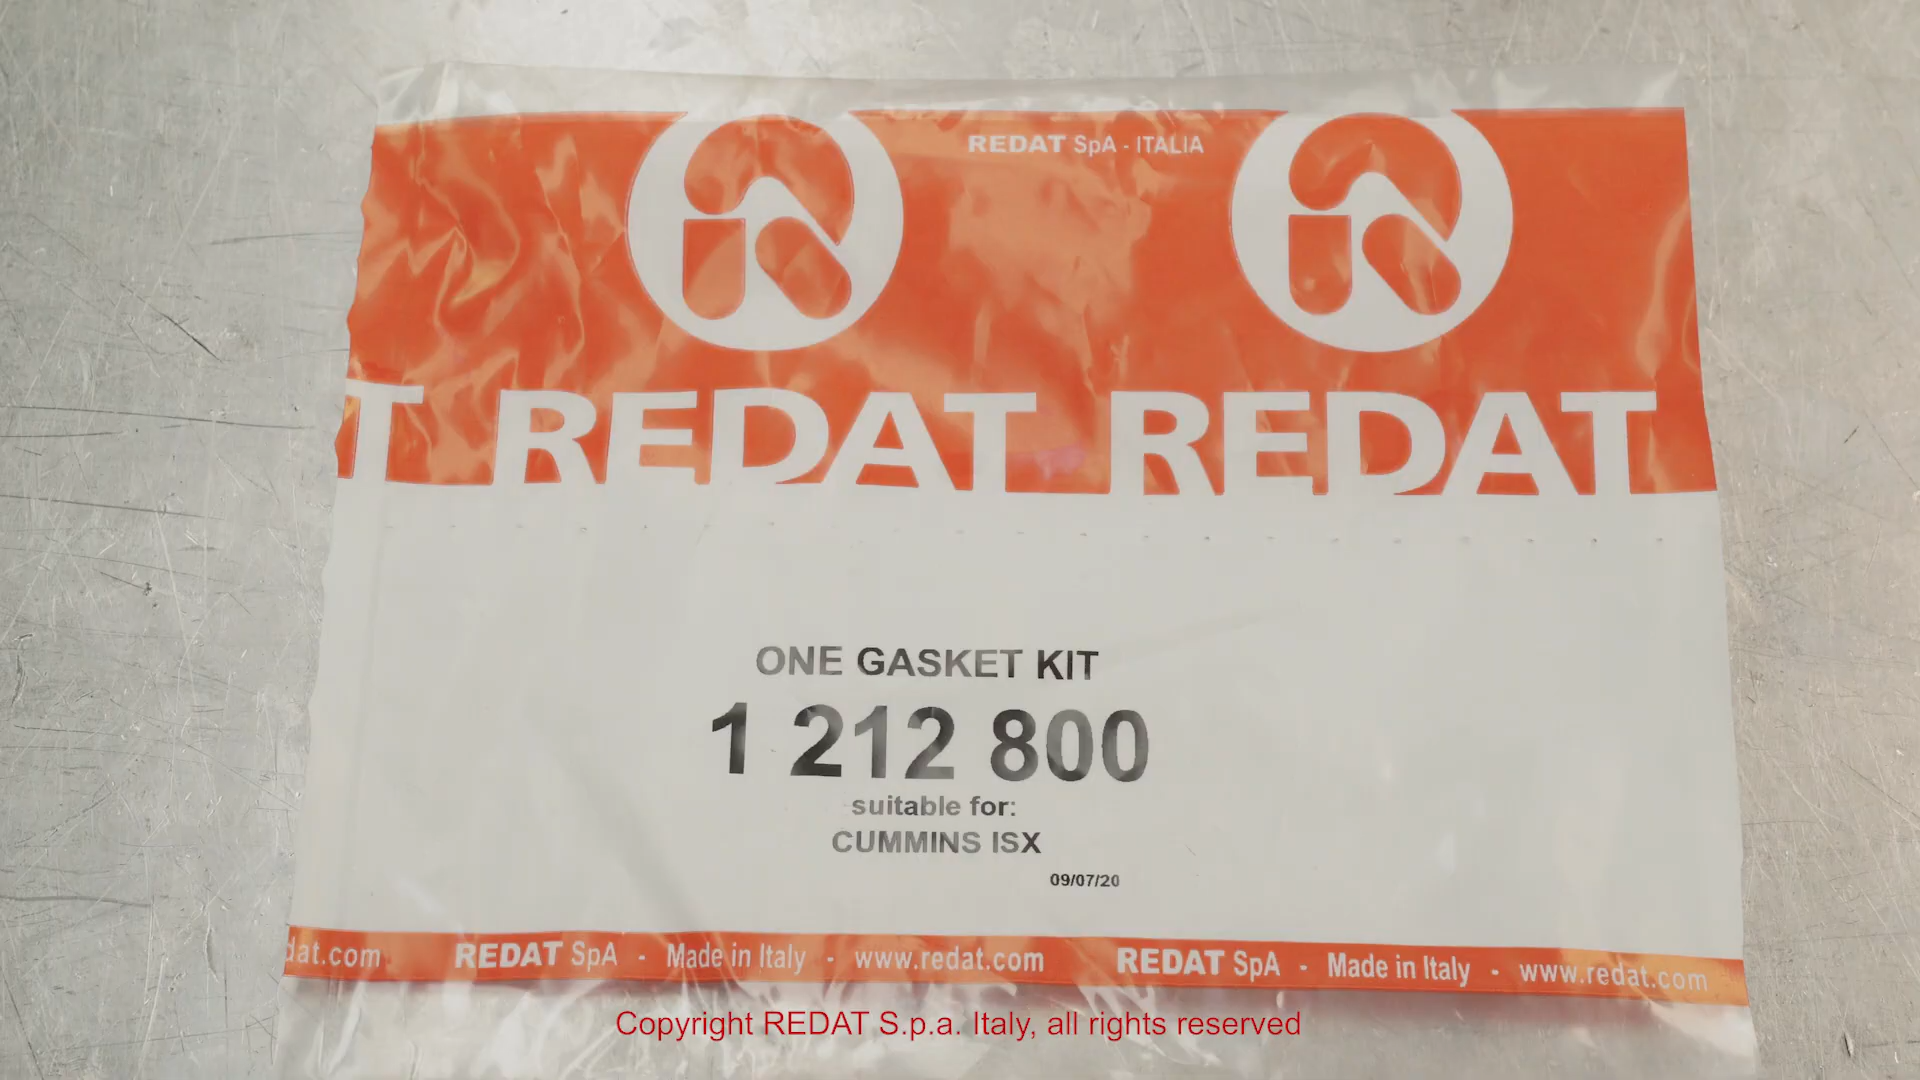 REDAT SpA - ITALIA
T REDAT REDAT
ONE GASKET KIT
1 212 800
suitable for:
CUMMINS ISX
09/07/20
dat.com REDAT SpA - Made in Italy - www.redat.com REDAT SpA - Made in Italy - www.redat.com
Copyright REDAT S.p.a. Italy, all rights reserved